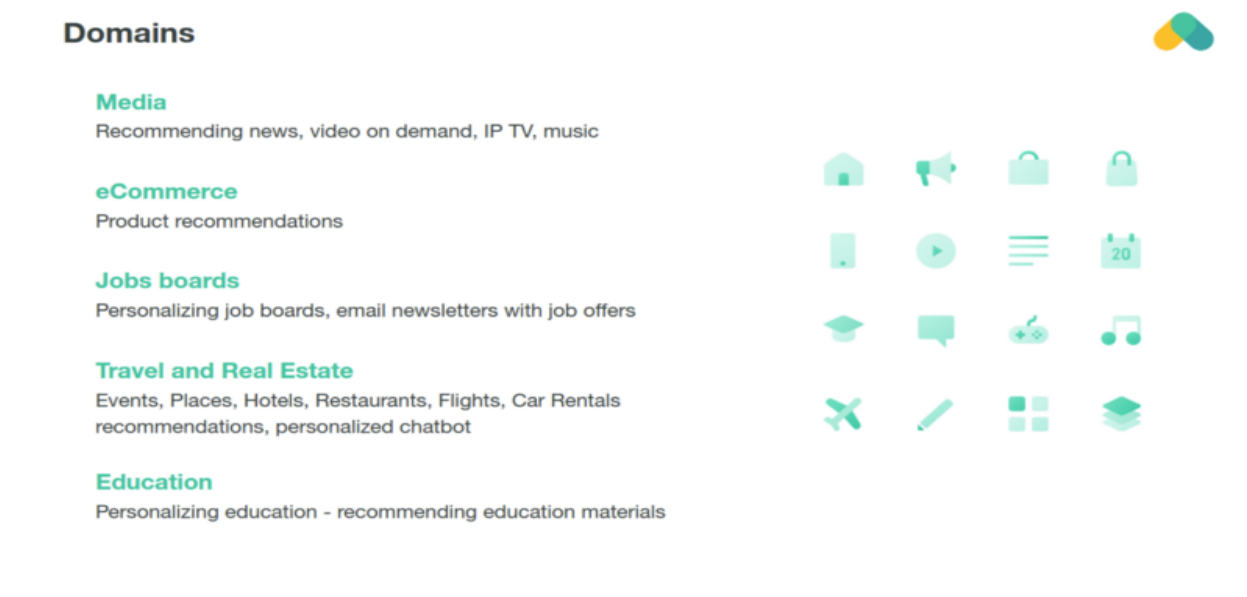 Domains
Media
Recommending news, video on demand, IP TV, music
eCommerce
Product recommendations
Jobs boards
Personalizing job boards, email newsletters with job offers
Travel and Real Estate
Events, Places, Hotels, Restaurants, Flights, Car Rentals
recommendations, personalized chatbot
Education
Personalizing education - recommending education materials
20